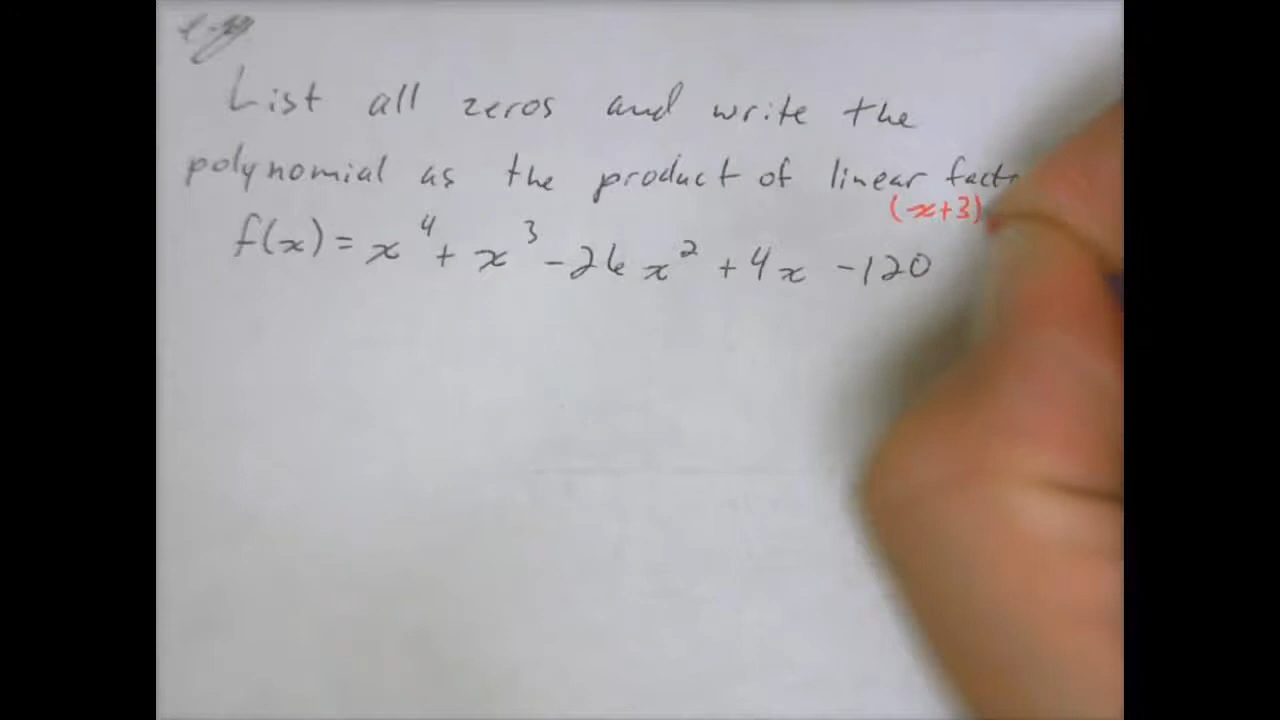 e.g.
List all zeros and write the
polynomial as the product of linear
(x+3)
f(x) = x⁴ + x³ - 26x² + 4x - 120